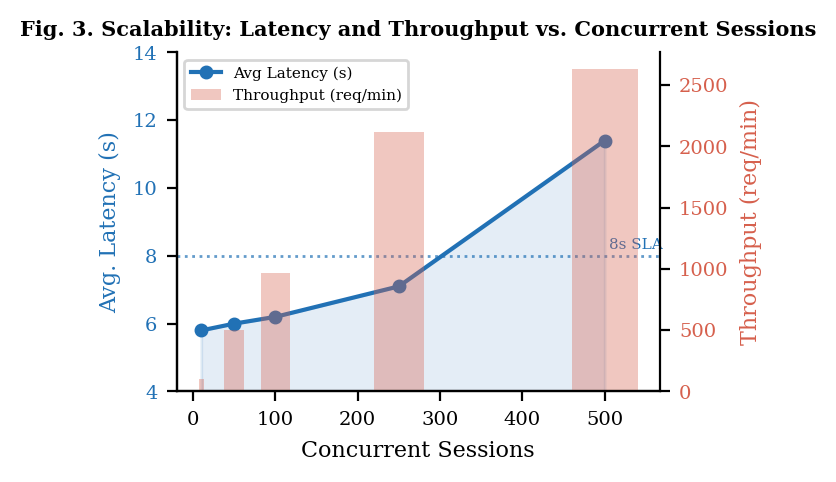 Fig. 3. Scalability: Latency and Throughput vs. Concurrent Sessions
Avg Latency (s)
Throughput (req/min)
Avg. Latency (s)
14
12
10
8
6
4
8s SLA
2500
2000
1500
1000
500
0
Throughput (req/min)
0 100 200 300 400 500
Concurrent Sessions